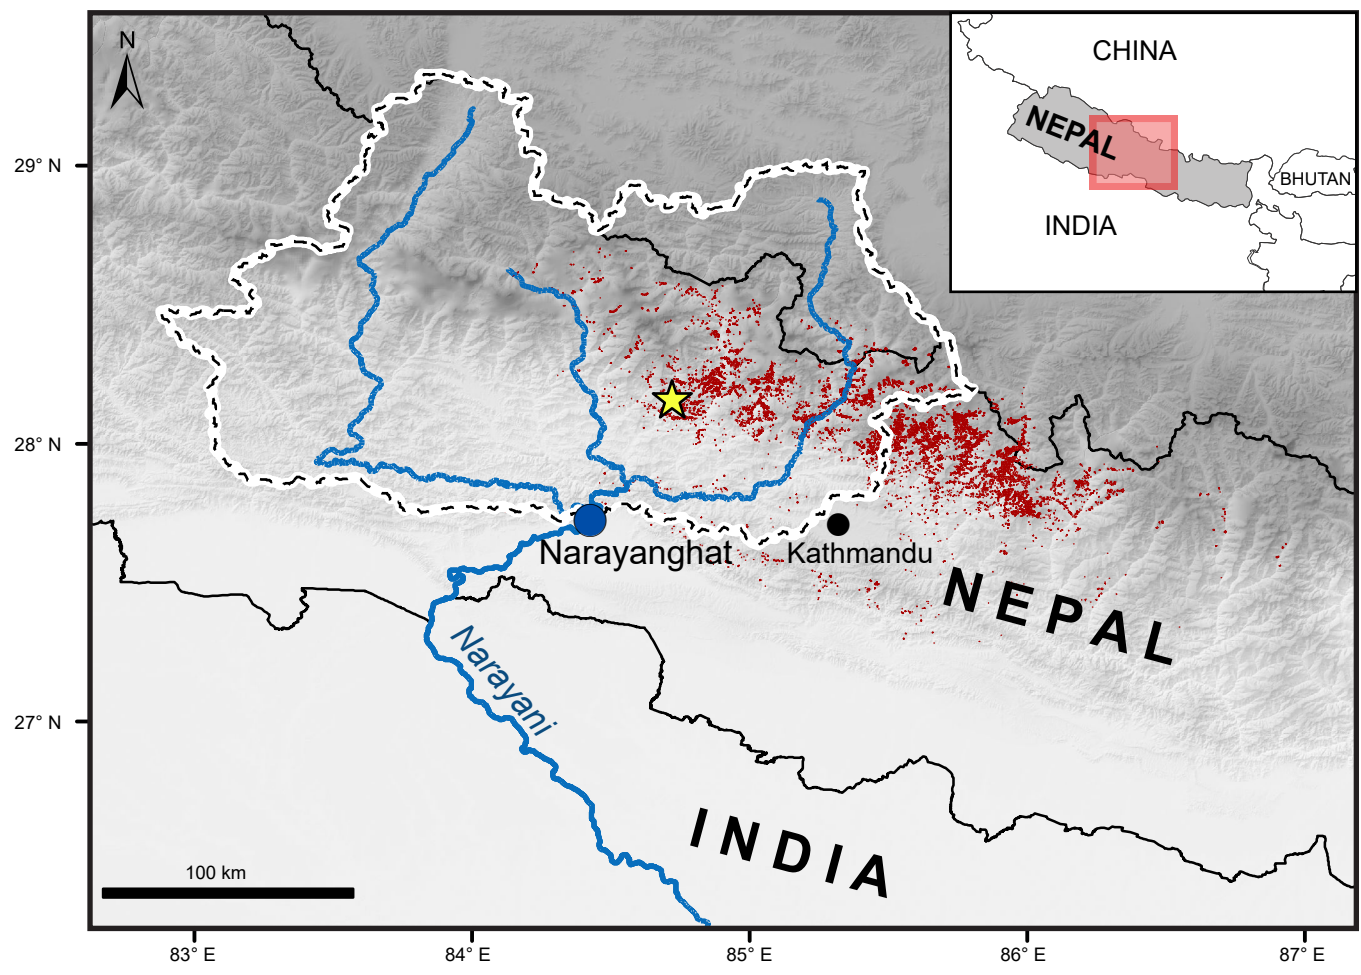 N
CHINA
NEPAL
BHUTAN
INDIA
29° N
28° N
27° N
Narayanghat
Kathmandu
NEPAL
Narayani
INDIA
100 km
83° E
84° E
85° E
86° E
87° E